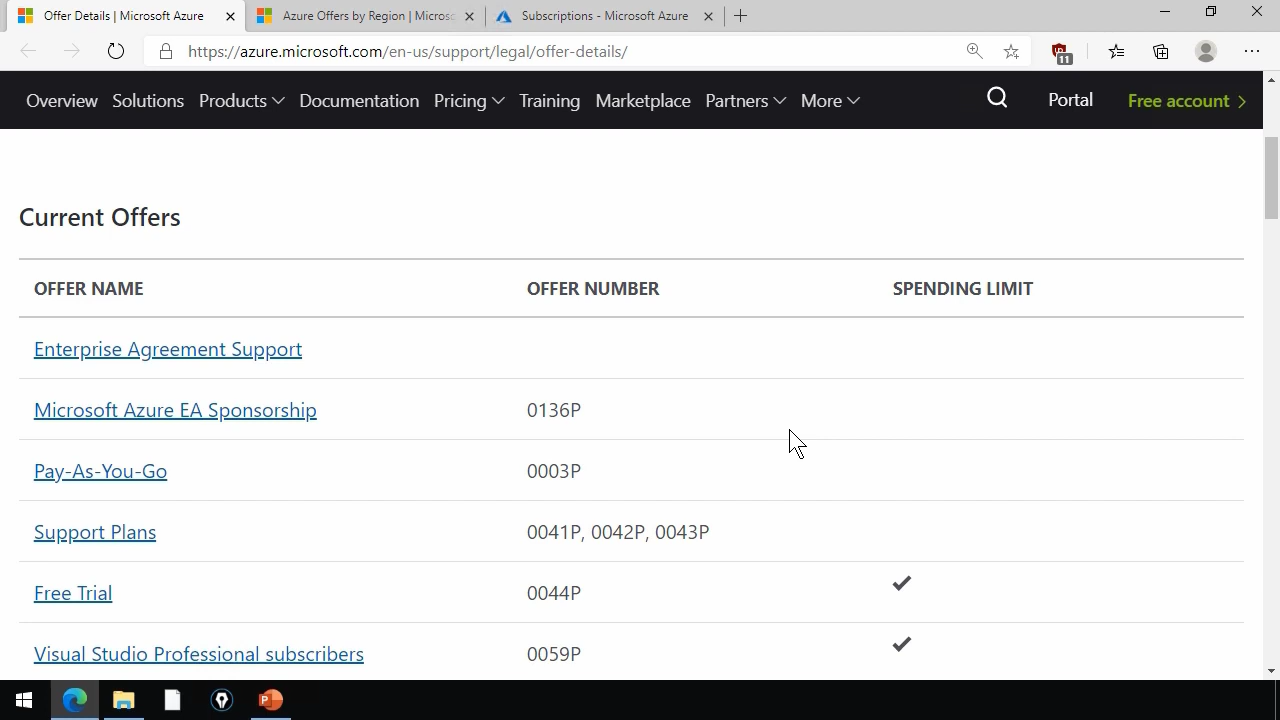 Offer Details | Microsoft Azure
Azure Offers by Region | Micros
Subscriptions - Microsoft Azure
https://azure.microsoft.com/en-us/support/legal/offer-details/
11
Overview Solutions Products Documentation Pricing Training Marketplace Partners More Portal Free account
Current Offers
OFFER NAME OFFER NUMBER SPENDING LIMIT
Enterprise Agreement Support
Microsoft Azure EA Sponsorship 0136P
Pay-As-You-Go 0003P
Support Plans 0041P, 0042P, 0043P
Free Trial 0044P
Visual Studio Professional subscribers 0059P